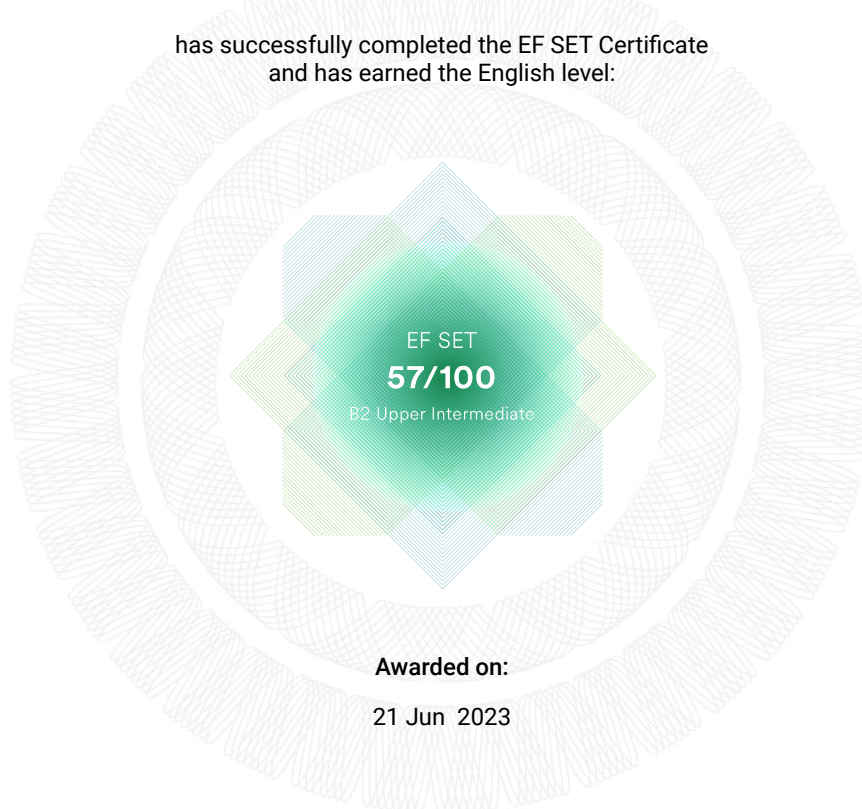 has successfully completed the EF SET Certificate
and has earned the English level:
EF SET
57/100
B2 Upper Intermediate
Awarded on:
21 Jun 2023